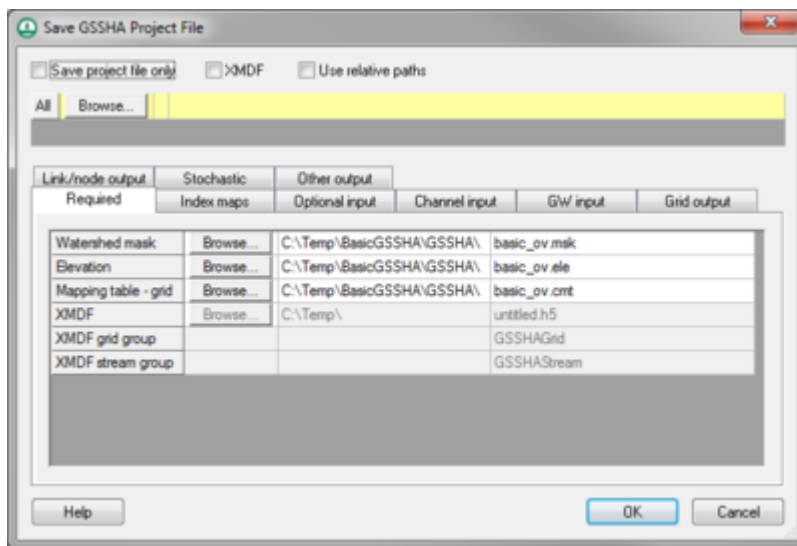 Save GSSHA Project File
Save project file only XMDF Use relative paths
All Browse...
Link/node output Stochastic Other output
Required Index maps Optional input Channel input GW input Grid output
Watershed mask Browse... C:\Temp\BasicGSSHA\GSSHA\ basic_ov.msk
Elevation Browse... C:\Temp\BasicGSSHA\GSSHA\ basic_ov.ele
Mapping table - grid Browse... C:\Temp\BasicGSSHA\GSSHA\ basic_ov.cmt
XMDF Browse... C:\Temp\ untitled.h5
XMDF grid group GSSHAGrid
XMDF stream group GSSHAStream
Help OK Cancel